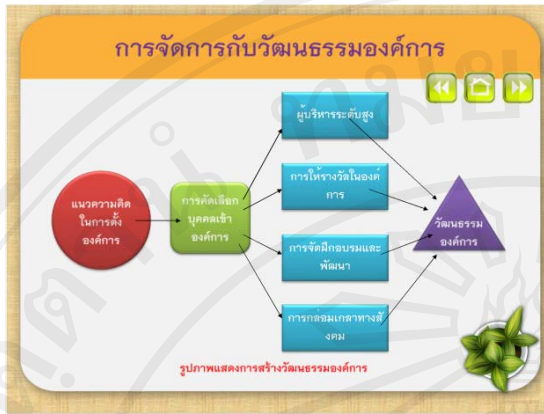 การจัดการกับวัฒนธรรมองค์การ
แนวความคิด
ในการตั้ง
องค์การ
การคัดเลือก
บุคคลเข้า
องค์การ
ผู้บริหารระดับสูง
การให้รางวัลในองค์
การ
การจัดฝึกอบรมและ
พัฒนา
การกล่อมเกลาทางสั
งคม
วัฒนธรรม
องค์การ
รูปภาพแสดงการสร้างวัฒนธรรมองค์การ